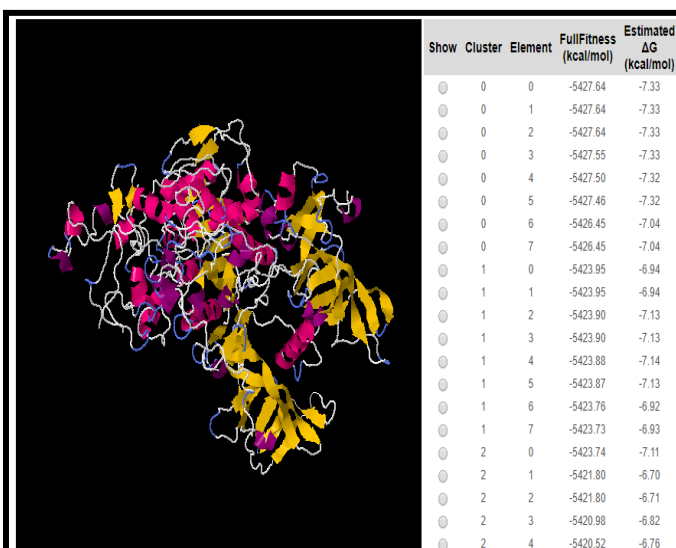 Show Cluster Element FullFitness (kcal/mol) Estimated ΔG (kcal/mol)
0 0 -5427.64 -7.33
0 1 -5427.64 -7.33
0 2 -5427.64 -7.33
0 3 -5427.55 -7.33
0 4 -5427.50 -7.32
0 5 -5427.46 -7.32
0 6 -5426.45 -7.04
0 7 -5426.45 -7.04
1 0 -5423.95 -6.94
1 1 -5423.95 -6.94
1 2 -5423.90 -7.13
1 3 -5423.90 -7.13
1 4 -5423.88 -7.14
1 5 -5423.87 -7.13
1 6 -5423.76 -6.92
1 7 -5423.73 -6.93
2 0 -5423.74 -7.11
2 1 -5421.80 -6.70
2 2 -5421.80 -6.71
2 3 -5420.98 -6.82
2 4 -5420.52 -6.76